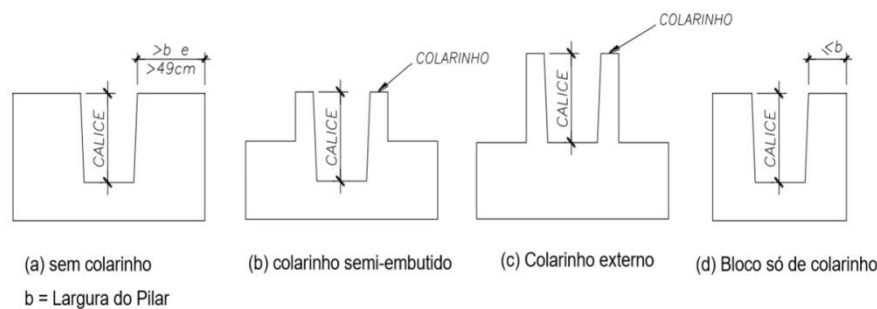 >b e
>49cm
CALICE
COLARINHO
CALICE
COLARINHO
CALICE
≤b
CALICE
(a) sem colarinho
(b) colarinho semi-embutido
(c) Colarinho externo
(d) Bloco só de colarinho
b = Largura do Pilar